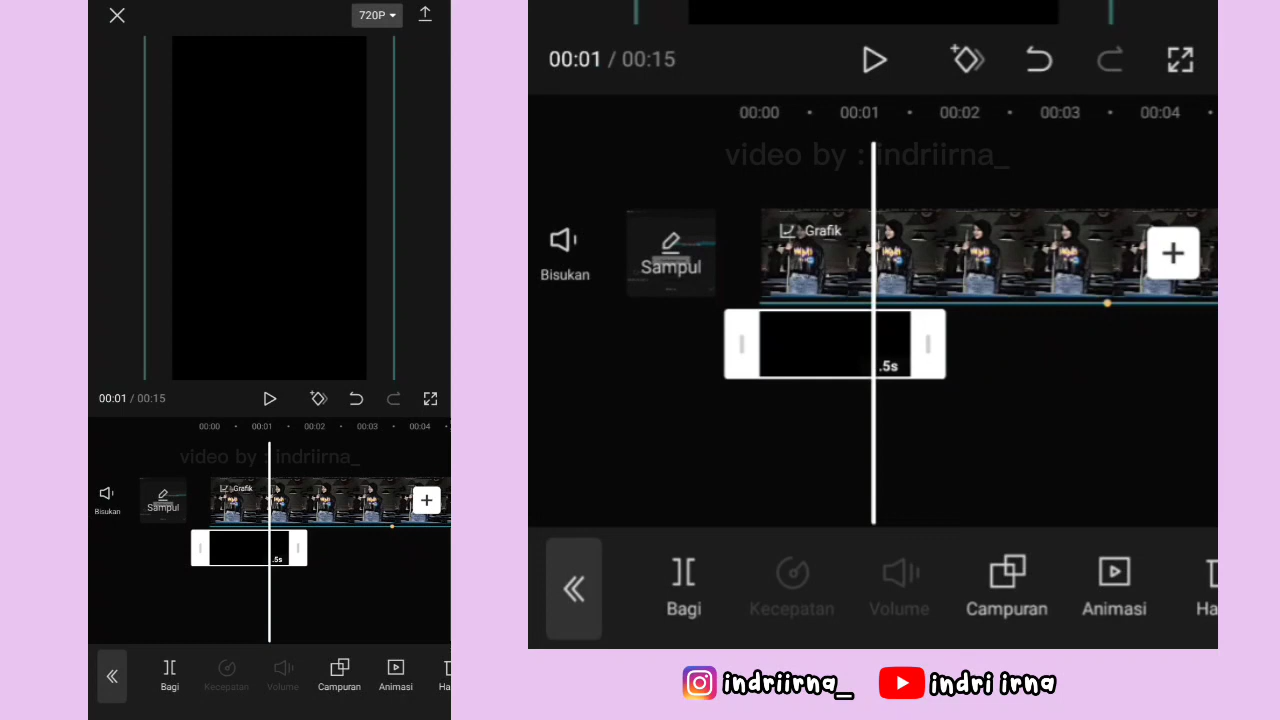 720P
00:01 / 00:15
00:00 00:01 00:02 00:03 00:04
video by : indriirna_
Grafik
Bisukan
Sampul
.5s
Bagi Kecepatan Volume Campuran Animasi Ha
00:01 / 00:15
00:00 00:01 00:02 00:03 00:04
video by : indriirna_
Grafik
Bisukan
Sampul
.5s
Bagi Kecepatan Volume Campuran Animasi Ha
indriirna_ indri irna